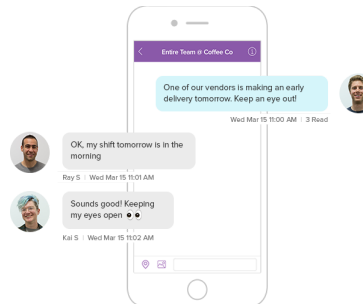 Entire Team @ Coffee Co
One of our vendors is making an early
delivery tomorrow. Keep an eye out!
Wed Mar 15 11:00 AM | 3 Read
OK, my shift tomorrow is in the
morning
Ray S | Wed Mar 15 11:01 AM
Sounds good! Keeping
my eyes open 👀
Kai S | Wed Mar 15 11:02 AM